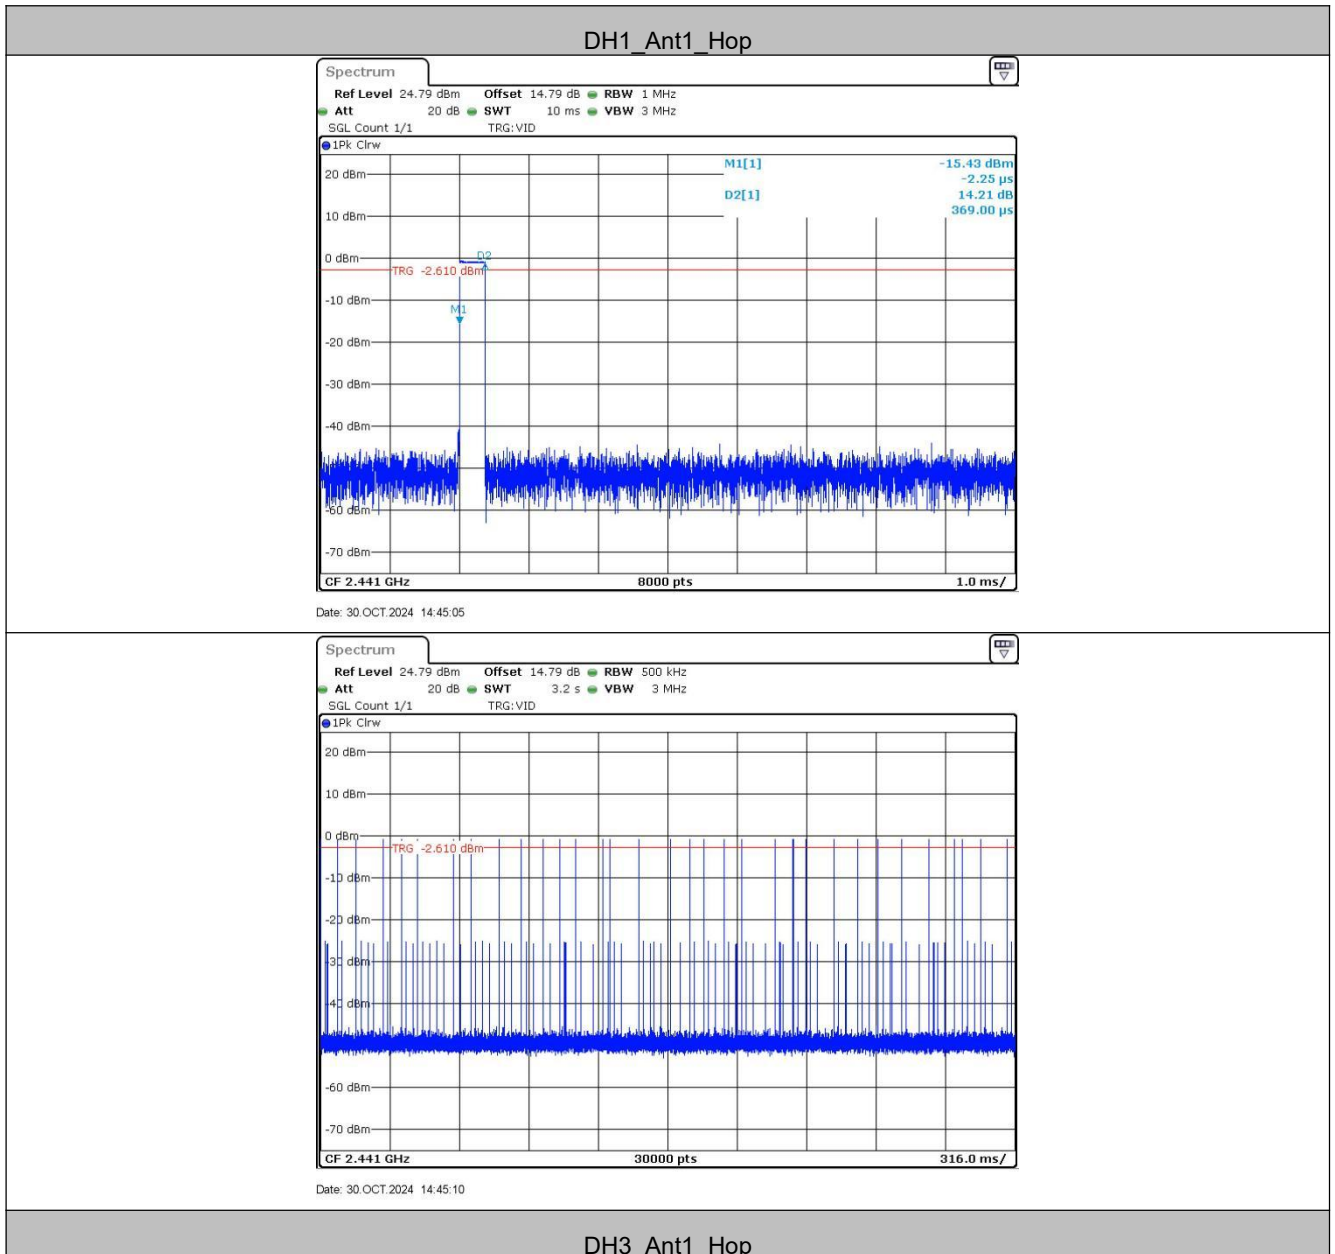 DH1_Ant1_Hop
Spectrum
Ref Level 24.79 dBm Offset 14.79 dB RBW 1 MHz
Att 20 dB SWT 10 ms VBW 3 MHz
SGL Count 1/1 TRG:VID
1Pk Clrw
M1[1] -15.43 dBm
-2.25 µs
D2[1] 14.21 dB
369.00 µs
20 dBm
10 dBm
0 dBm
D2
TRG -2.610 dBm
-10 dBm
M1
-20 dBm
-30 dBm
-40 dBm
-60 dBm
-70 dBm
CF 2.441 GHz 8000 pts 1.0 ms/
Date: 30.OCT.2024 14:45:05
Spectrum
Ref Level 24.79 dBm Offset 14.79 dB RBW 500 kHz
Att 20 dB SWT 3.2 s VBW 3 MHz
SGL Count 1/1 TRG:VID
1Pk Clrw
20 dBm
10 dBm
0 dBm
TRG -2.610 dBm
-10 dBm
-20 dBm
-30 dBm
-40 dBm
-60 dBm
-70 dBm
CF 2.441 GHz 30000 pts 316.0 ms/
Date: 30.OCT.2024 14:45:10
DH3_Ant1_Hop